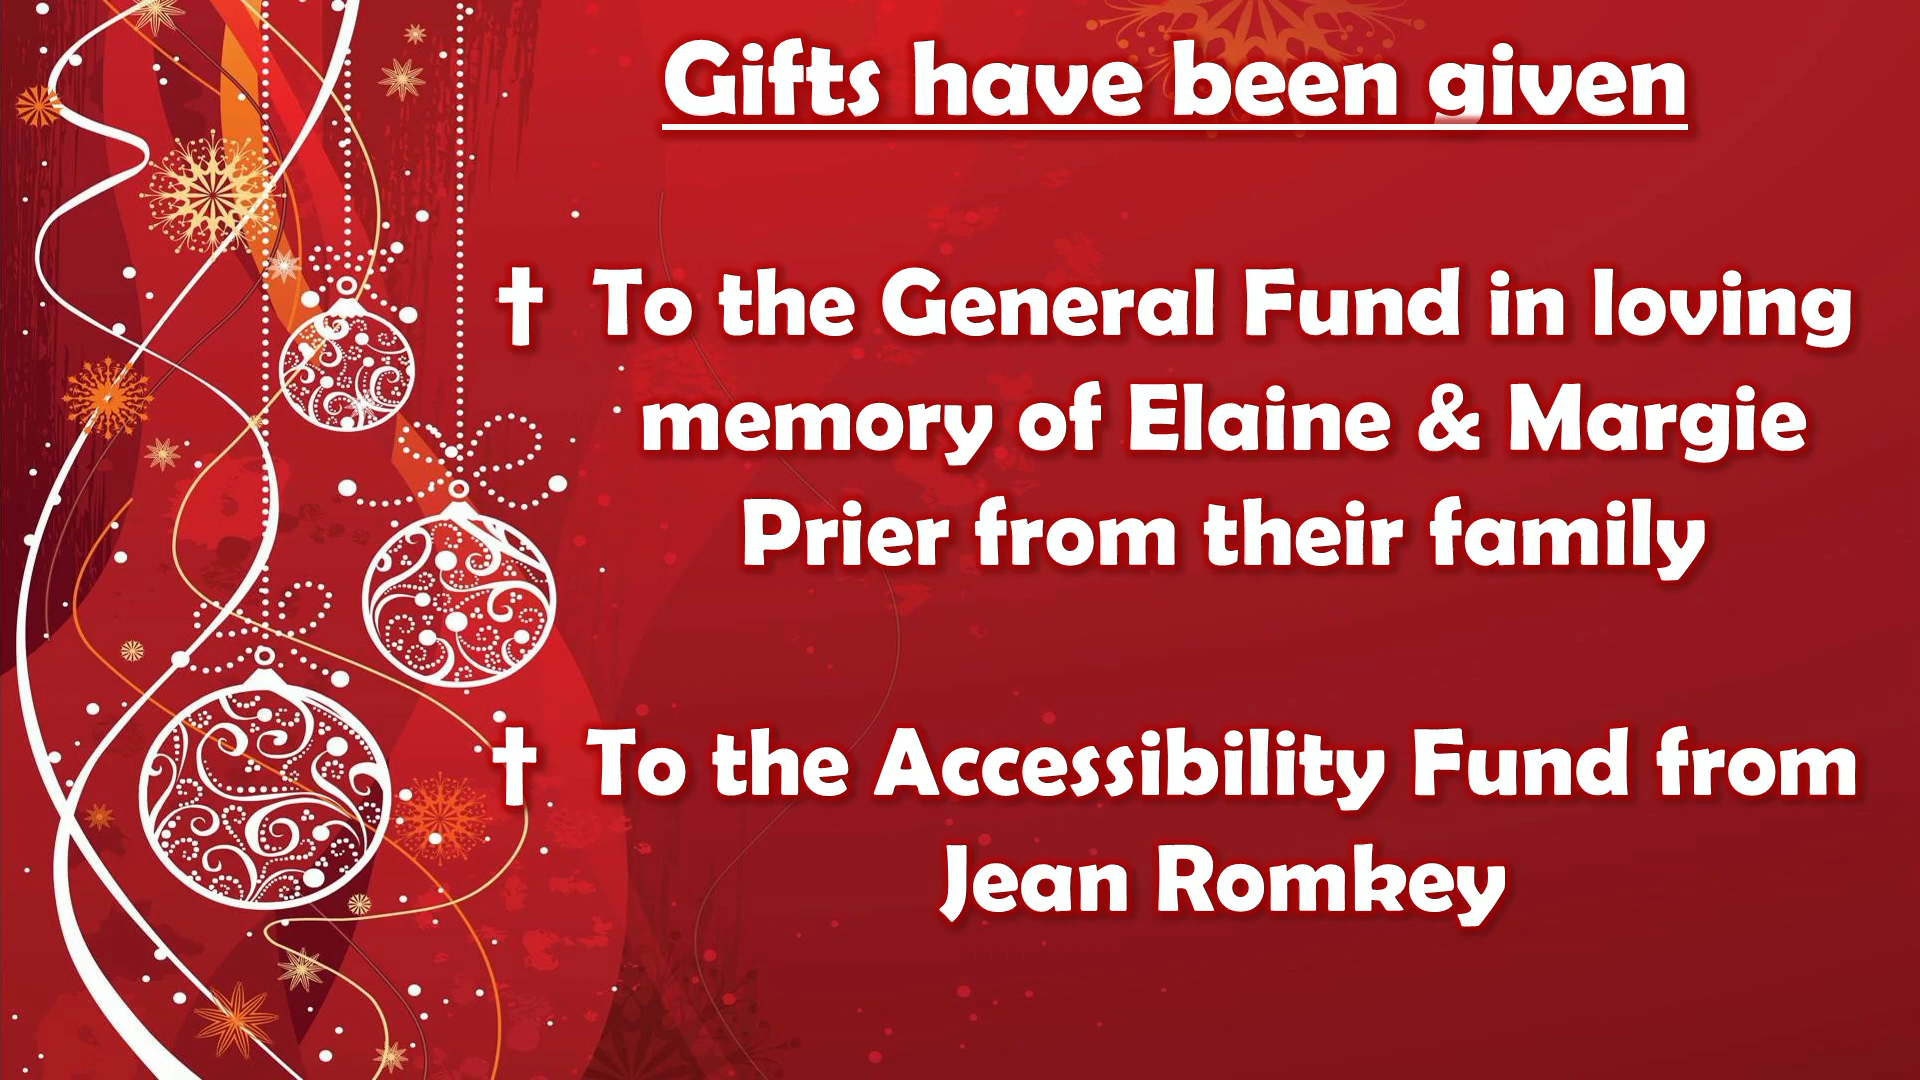 Gifts have been given
† To the General Fund in loving
memory of Elaine & Margie
Prier from their family
† To the Accessibility Fund from
Jean Romkey